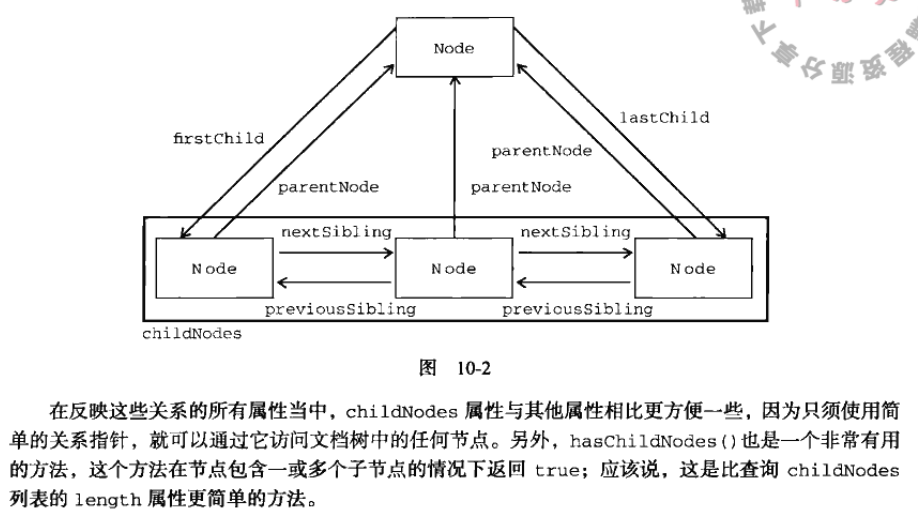 Node
firstChild
lastChild
parentNode
parentNode
parentNode
nextSibling
nextSibling
Node
Node
Node
previousSibling
previousSibling
childNodes
图 10-2
在反映这些关系的所有属性当中，childNodes 属性与其他属性相比更方便一些，因为只须使用简
单的关系指针，就可以通过它访问文档树中的任何节点。另外，hasChildNodes()也是一个非常有用
的方法，这个方法在节点包含一或多个子节点的情况下返回 true；应该说，这是比查询 childNodes
列表的 length 属性更简单的方法。